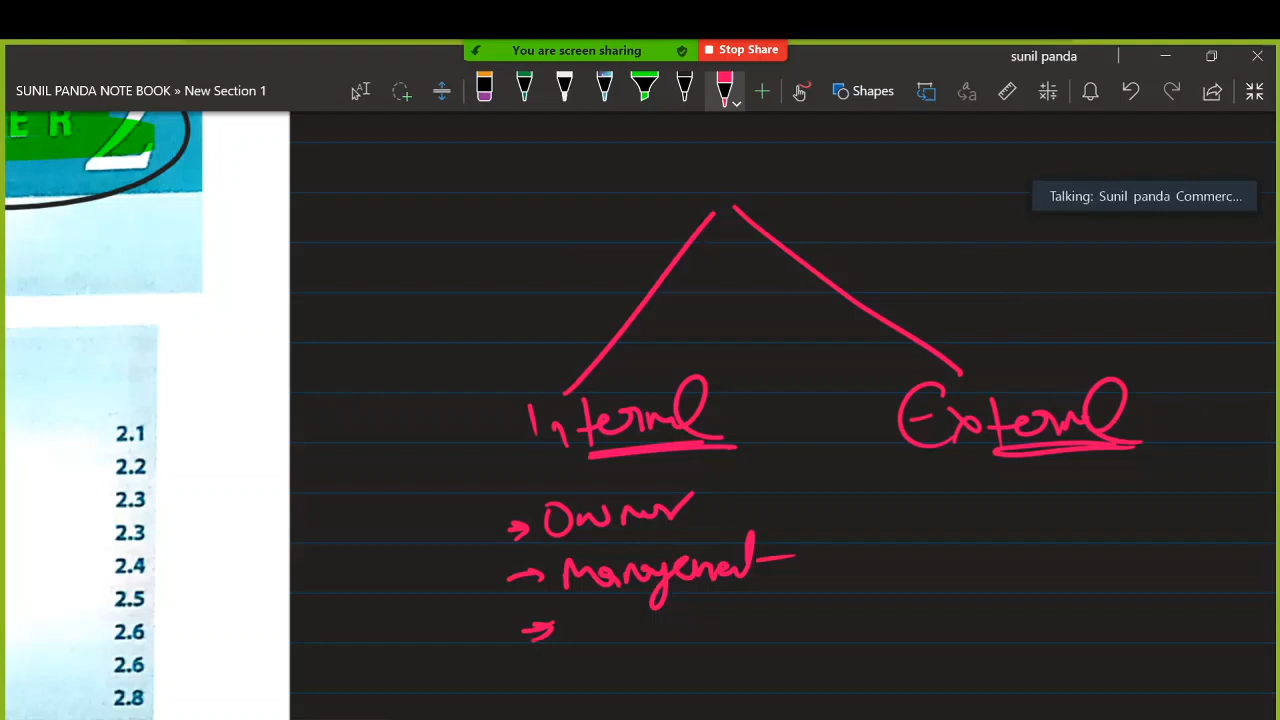 You are screen sharing
Stop Share
sunil panda
SUNIL PANDA NOTE BOOK » New Section 1
Shapes
E R
2
Talking: Sunil panda Commerc...
Internal
External
2.1
2.2
2.3
2.3
2.4
2.5
2.6
2.6
2.8
→ Owner
→ Management
→